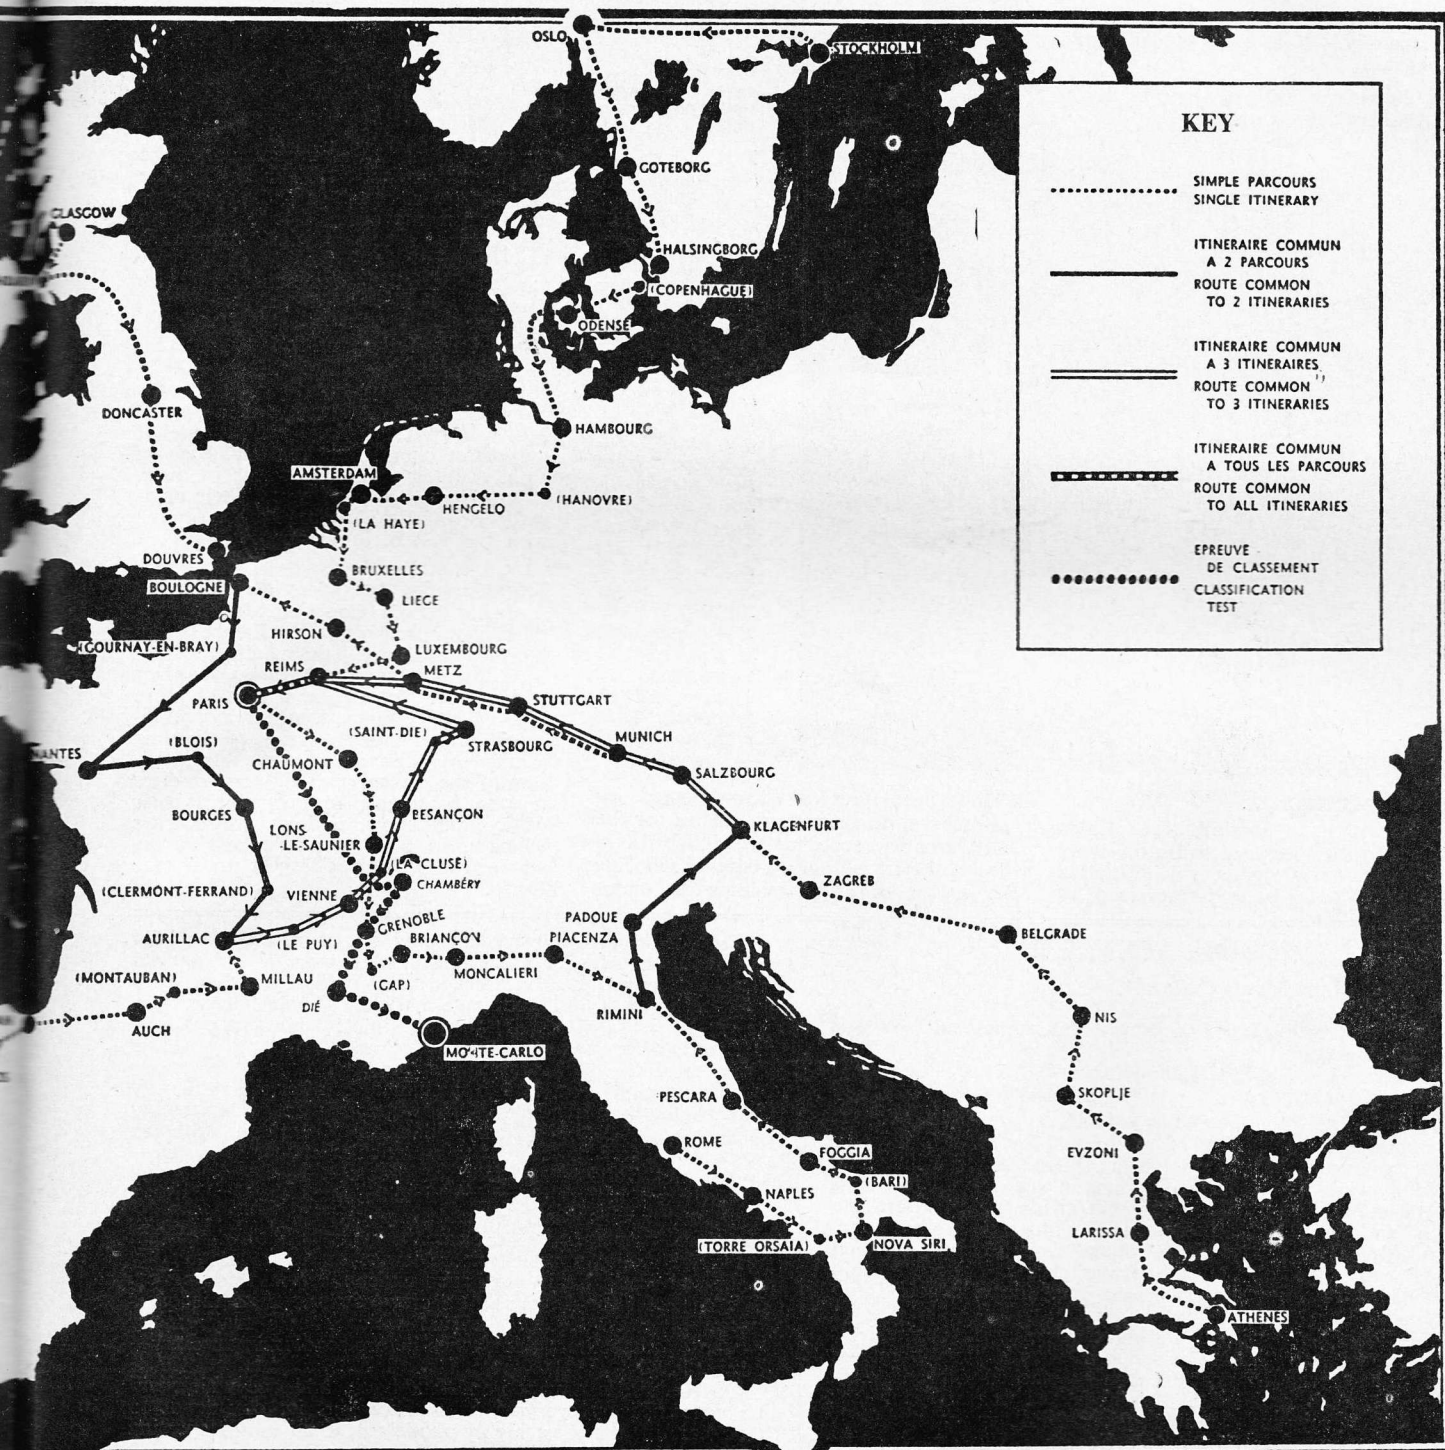 OSLO
STOCKHOLM
KEY
SIMPLE PARCOURS
SINGLE ITINERARY
ITINERAIRE COMMUN
A 2 PARCOURS
ROUTE COMMON
TO 2 ITINERARIES
ITINERAIRE COMMUN
A 3 ITINERAIRES
ROUTE COMMON
TO 3 ITINERARIES
ITINERAIRE COMMUN
A TOUS LES PARCOURS
ROUTE COMMON
TO ALL ITINERARIES
EPREUVE
DE CLASSEMENT
CLASSIFICATION
TEST
GOTEBORG
GLASGOW
HALSINGBORG
(COPENHAGUE)
ODENSE
DONCASTER
HAMBOURG
AMSTERDAM
HENGELO
(HANOVRE)
(LA HAYE)
DOUVRES
BRUXELLES
BOULOGNE
LIEGE
HIRSON
(GOURNAY-EN-BRAY)
LUXEMBOURG
REIMS
METZ
PARIS
STUTTGART
(SAINT-DIE)
STRASBOURG
MUNICH
NANTES
(BLOIS)
CHAUMONT
SALZBOURG
BOURGES
BESANÇON
KLAGENFURT
LONS-
-LE-SAUNIER
(LA CLUSE)
CHAMBÉRY
ZAGREB
(CLERMONT-FERRAND)
VIENNE
GRENOBLE
PADOUE
BELGRADE
AURILLAC
(LE PUY)
BRIANÇON
PIACENZA
MONCALIERI
(MONTAUBAN)
MILLAU
(GAP)
DIÉ
RIMINI
NIS
AUCH
MONTE-CARLO
PESCARA
SKOPLJE
ROME
FOGGIA
EVZONI
(BARI)
NAPLES
LARISSA
(TORRE ORSAIA)
NOVA SIRI
ATHENES